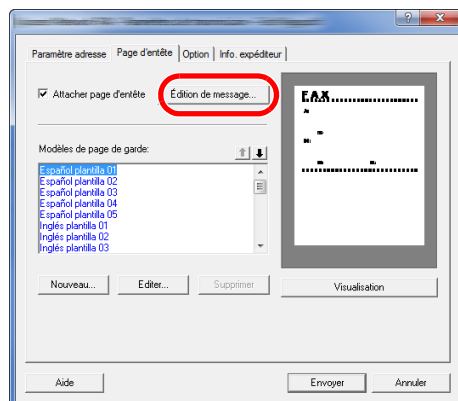 Paramètre adresse Page d'entête Option Info. expéditeur
Attacher page d'entête Édition de message...
Modèles de page de garde:
Español plantilla 01
Español plantilla 02
Español plantilla 03
Español plantilla 04
Español plantilla 05
Inglés plantilla 01
Inglés plantilla 02
Inglés plantilla 03
FAX
Nouveau... Editer... Supprimer Visualisation
Aide Envoyer Annuler